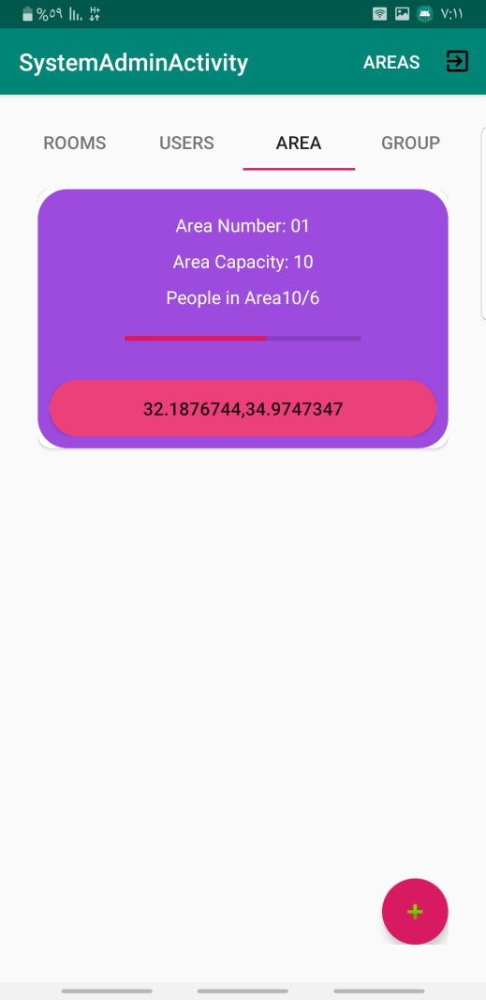 %٥٩ H+ ٧:١١
SystemAdminActivity AREAS
ROOMS USERS AREA GROUP
Area Number: 01
Area Capacity: 10
People in Area10/6
32.1876744,34.9747347
+